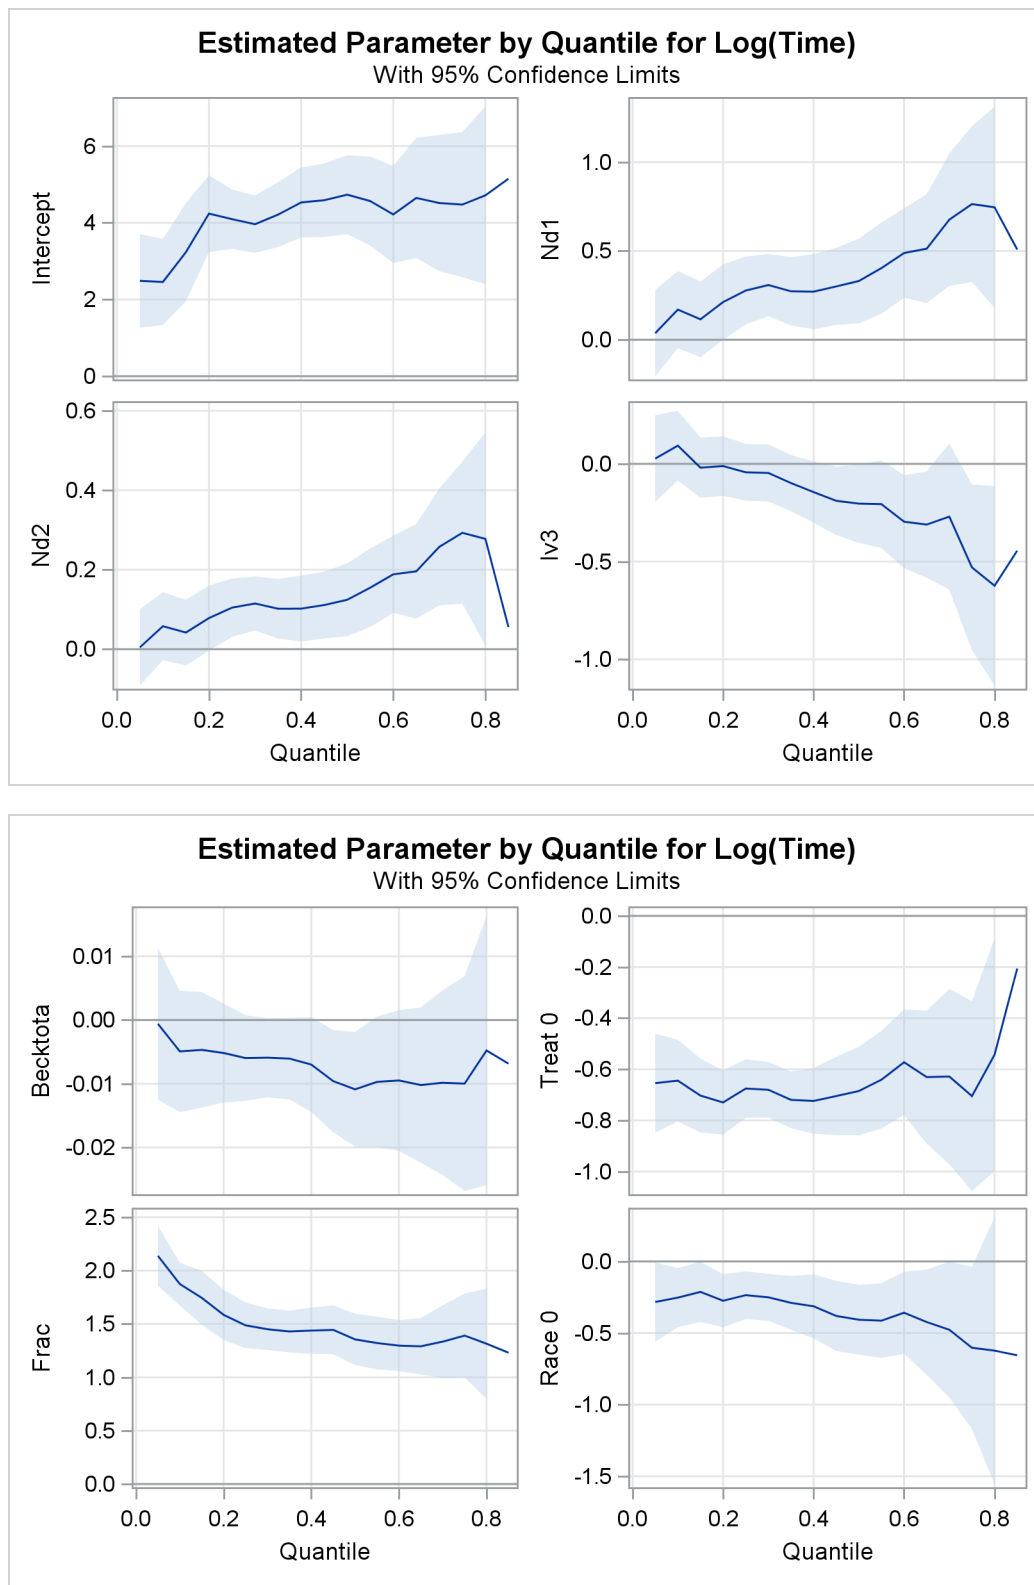 Estimated Parameter by Quantile for Log(Time)
With 95% Confidence Limits
Intercept
6
4
2
0
Nd1
1.0
0.5
0.0
Nd2
0.6
0.4
0.2
0.0
0.0 0.2 0.4 0.6 0.8
Quantile
Iv3
0.0
-0.5
-1.0
0.0 0.2 0.4 0.6 0.8
Quantile
Estimated Parameter by Quantile for Log(Time)
With 95% Confidence Limits
Becktota
0.01
0.00
-0.01
-0.02
Treat 0
0.0
-0.2
-0.4
-0.6
-0.8
-1.0
Frac
2.5
2.0
1.5
1.0
0.5
0.0
0.0 0.2 0.4 0.6 0.8
Quantile
Race 0
0.0
-0.5
-1.0
-1.5
0.0 0.2 0.4 0.6 0.8
Quantile